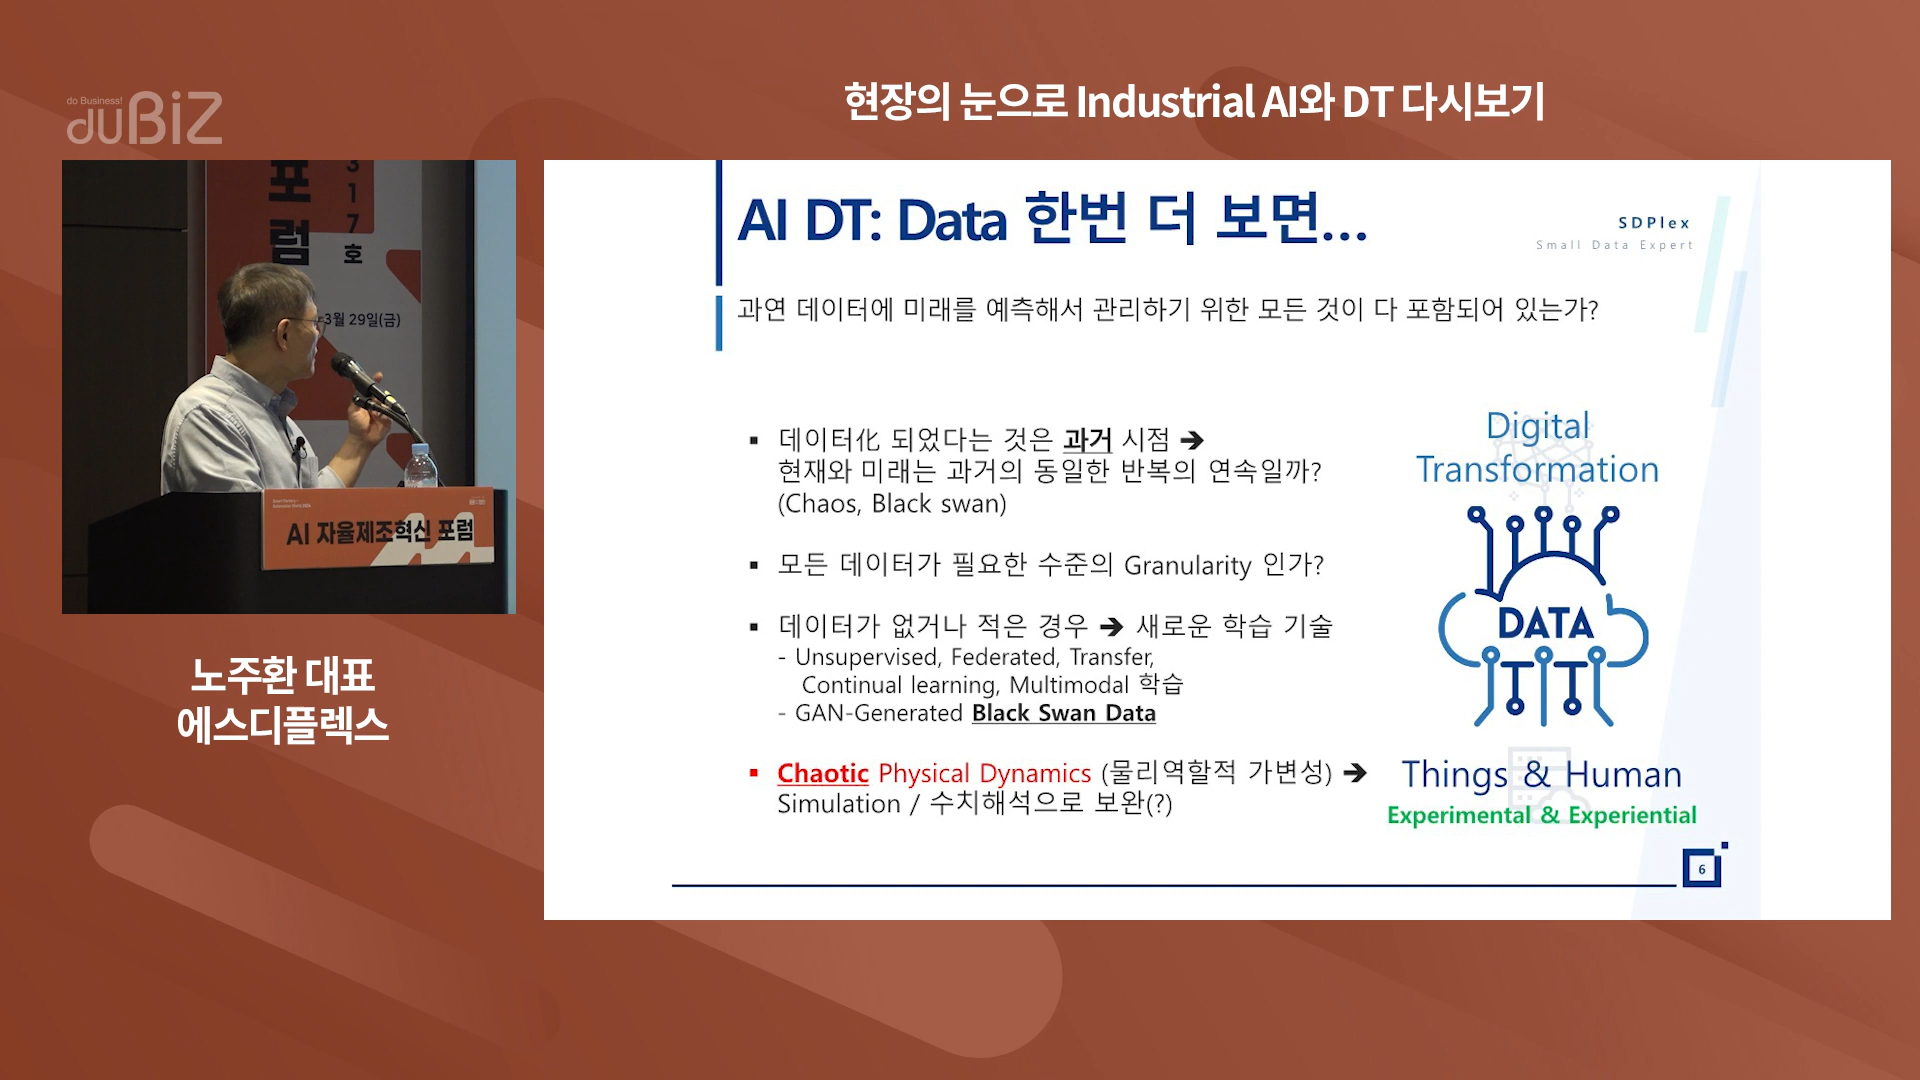 do Business!
duBiZ
현장의 눈으로 Industrial AI와 DT 다시보기
포럼
317호
3월 29일(금)
AI 자율제조혁신 포럼
노주환 대표
에스디플렉스
AI DT: Data 한번 더 보면...
SDPlex
Small Data Expert
과연 데이터에 미래를 예측해서 관리하기 위한 모든 것이 다 포함되어 있는가?
▪ 데이터化 되었다는 것은 과거 시점 ➔
현재와 미래는 과거의 동일한 반복의 연속일까?
(Chaos, Black swan)
▪ 모든 데이터가 필요한 수준의 Granularity 인가?
▪ 데이터가 없거나 적은 경우 ➔ 새로운 학습 기술
- Unsupervised, Federated, Transfer,
Continual learning, Multimodal 학습
- GAN-Generated Black Swan Data
▪ Chaotic Physical Dynamics (물리역할적 가변성) ➔
Simulation / 수치해석으로 보완(?)
Digital
Transformation
DATA
Things & Human
Experimental & Experiential
6